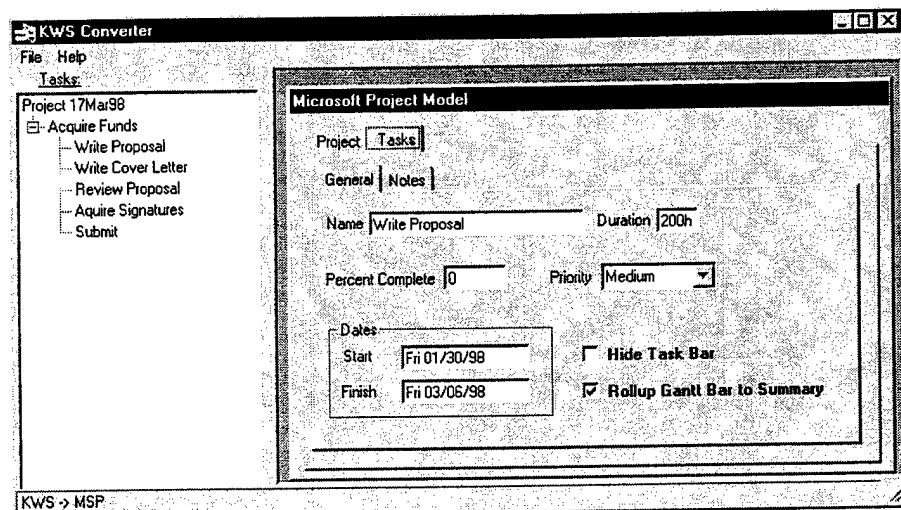 KWS Converter
File Help
Tasks:
Project 17Mar98
Acquire Funds
Write Proposal
Write Cover Letter
Review Proposal
Aquire Signatures
Submit
Microsoft Project Model
Project Tasks
General Notes
Name Write Proposal Duration 200h
Percent Complete 0 Priority Medium
Dates
Start Fri 01/30/98 Hide Task Bar
Finish Fri 03/06/98 Rollup Gantt Bar to Summary
KWS -> MSP